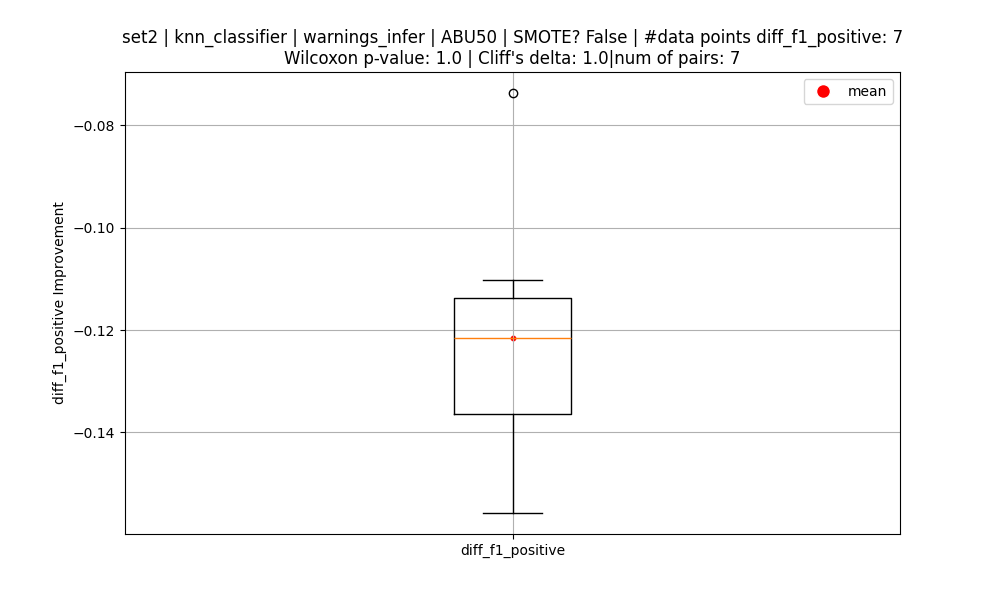 set2 | knn_classifier | warnings_infer | ABU50 | SMOTE? False | #data points diff_f1_positive: 7
Wilcoxon p-value: 1.0 | Cliff's delta: 1.0|num of pairs: 7
mean
−0.08
−0.10
−0.12
−0.14
diff_f1_positive Improvement
diff_f1_positive